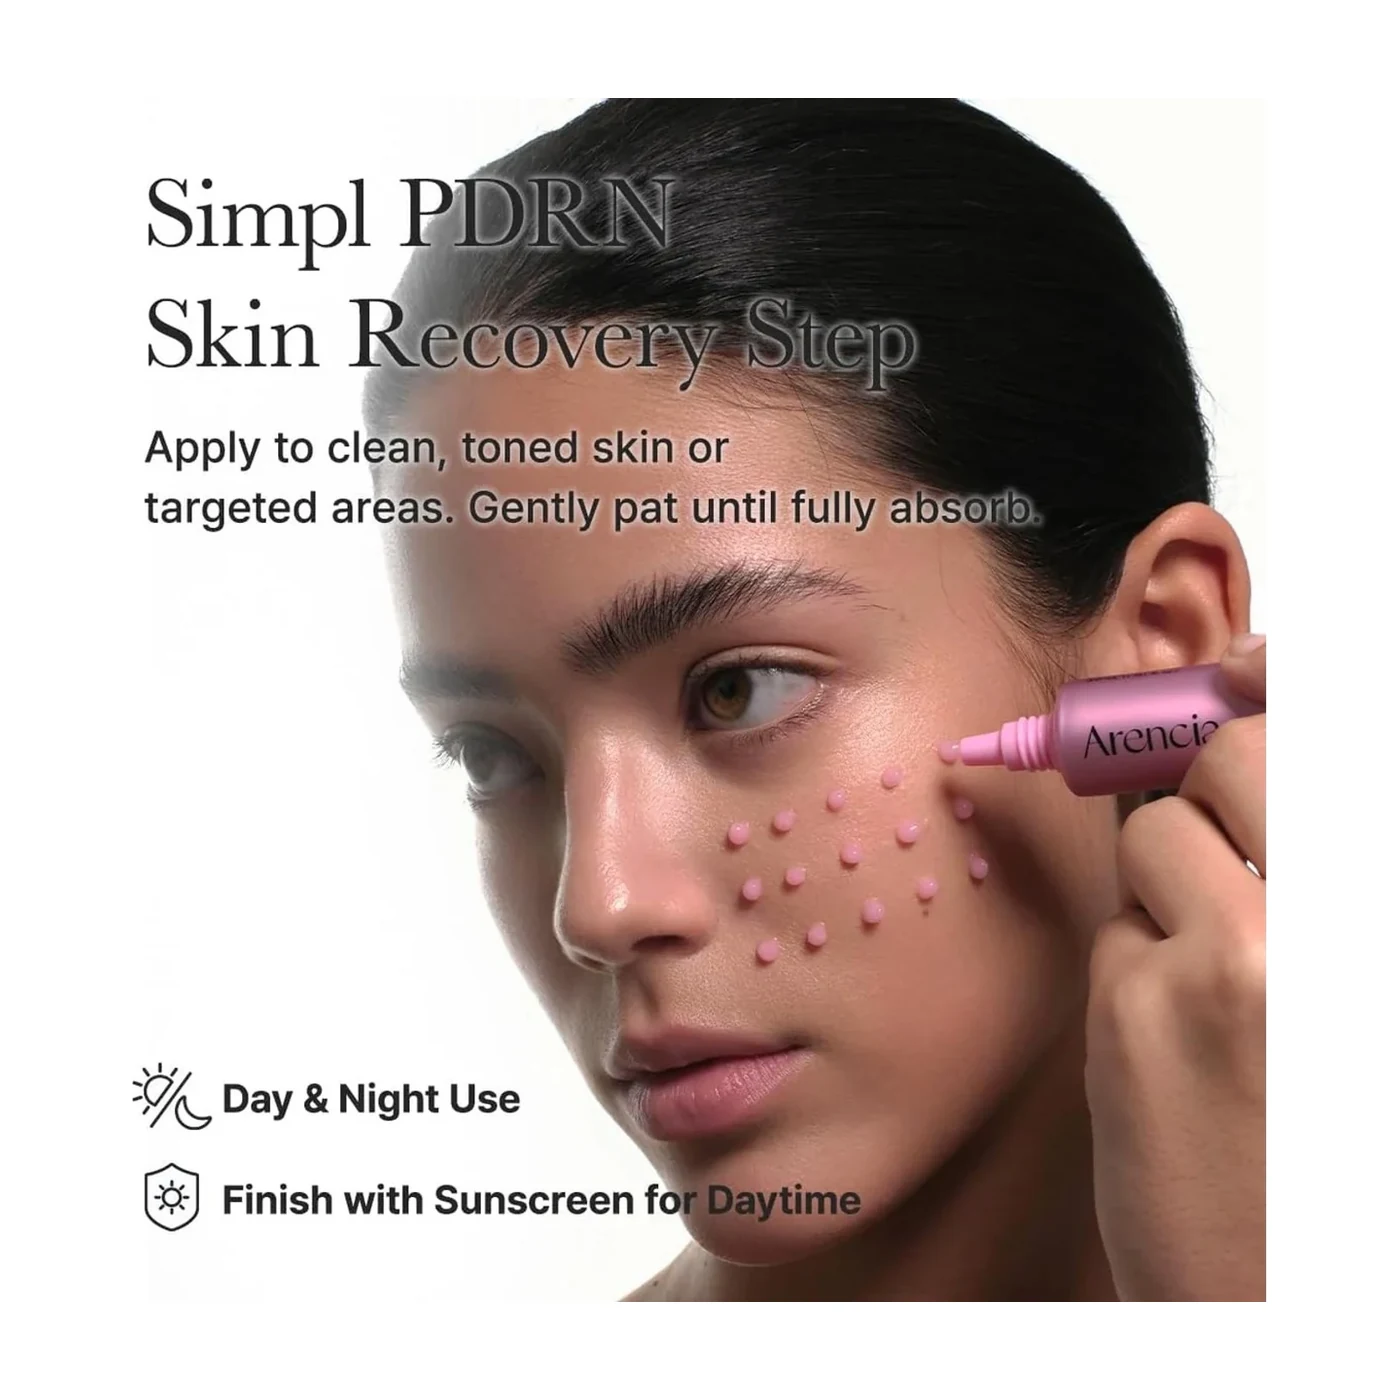 Simpl PDRN
Skin Recovery Step
Apply to clean, toned skin or
targeted areas. Gently pat until fully absorb.
Arencia
Day & Night Use
Finish with Sunscreen for Daytime